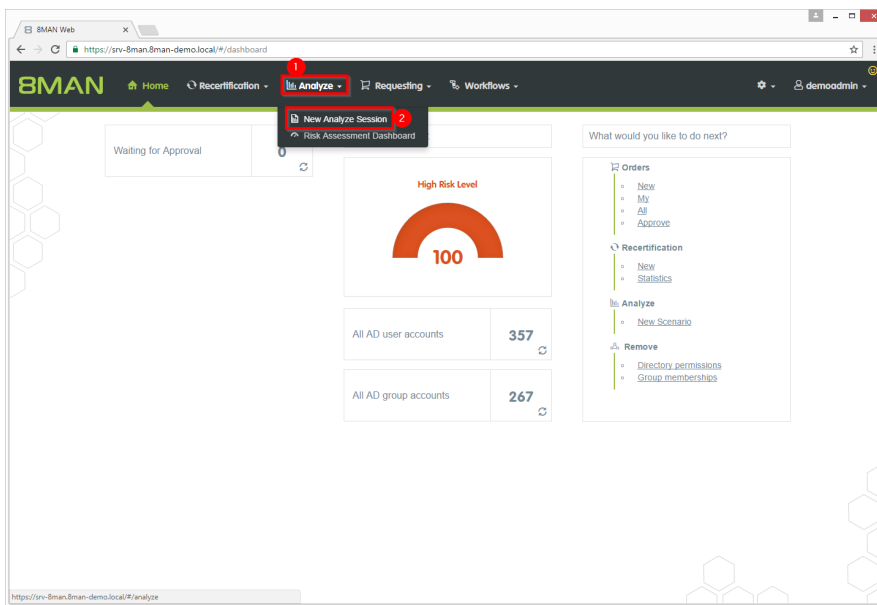 8MAN Web
https://srv-8man.8man-demo.local/#/dashboard
1
8MAN Home Recertification Analyze Requesting Workflows demoadmin
New Analyze Session 2
Risk Assessment Dashboard
Waiting for Approval 0
What would you like to do next?
High Risk Level
100
All AD user accounts 357
All AD group accounts 267
Orders
New
My
All
Approve
Recertification
New
Statistics
Analyze
New Scenario
Remove
Directory permissions
Group memberships
https://srv-8man.8man-demo.local/#/analyze